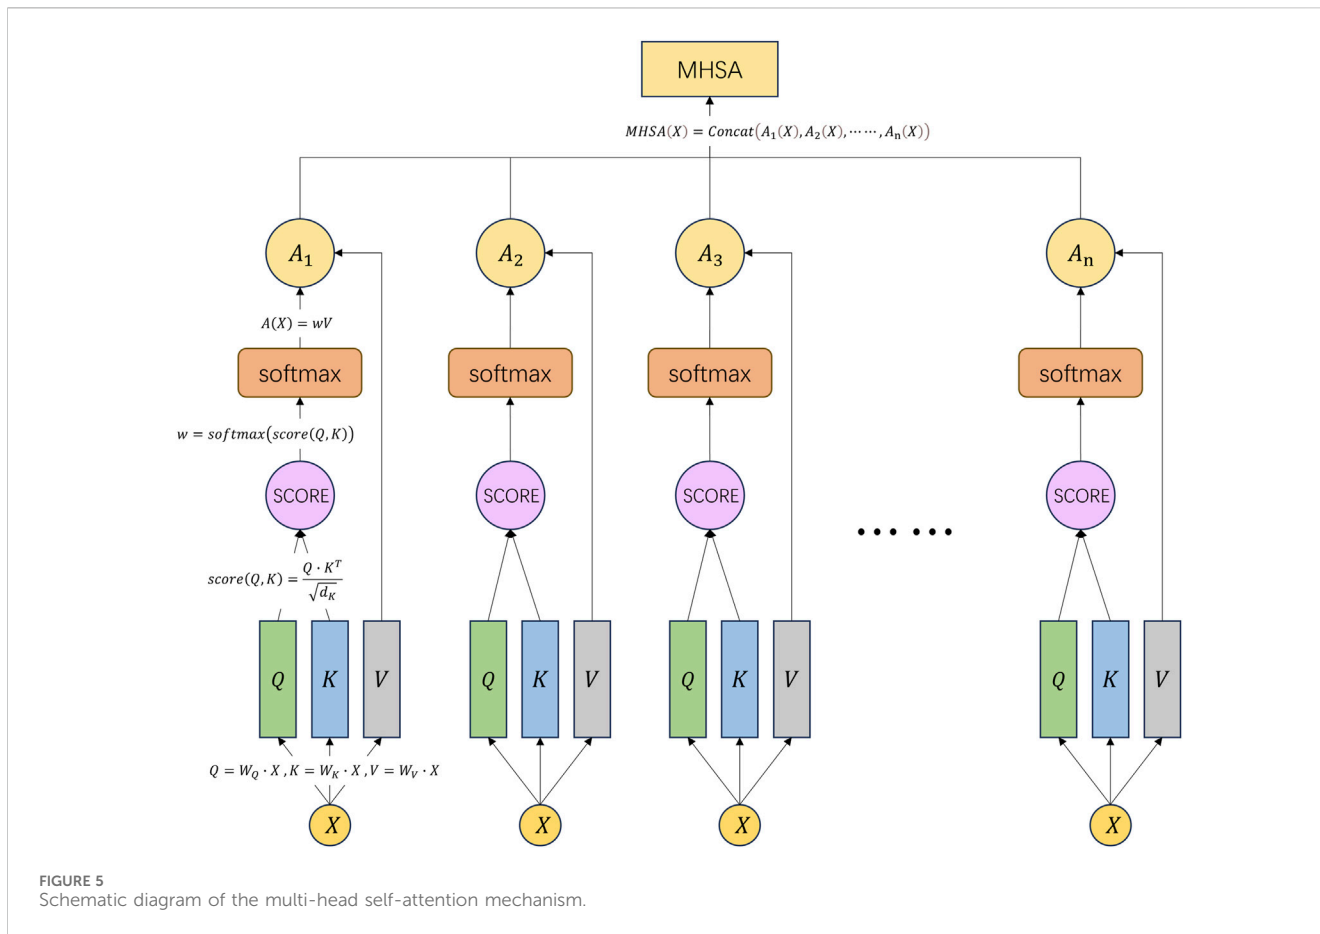 MHSA
MHSA(X) = Concat(A₁(X), A₂(X), ⋯⋯, Aₙ(X))
A₁ A₂ A₃ Aₙ
A(X) = wV
softmax softmax softmax softmax
w = softmax(score(Q, K))
SCORE SCORE SCORE SCORE
⋯ ⋯
score(Q, K) = Q · Kᵀ / √d_K
Q K V Q K V Q K V Q K V
Q = W_Q · X , K = W_K · X , V = W_V · X
X X X X
FIGURE 5
Schematic diagram of the multi-head self-attention mechanism.